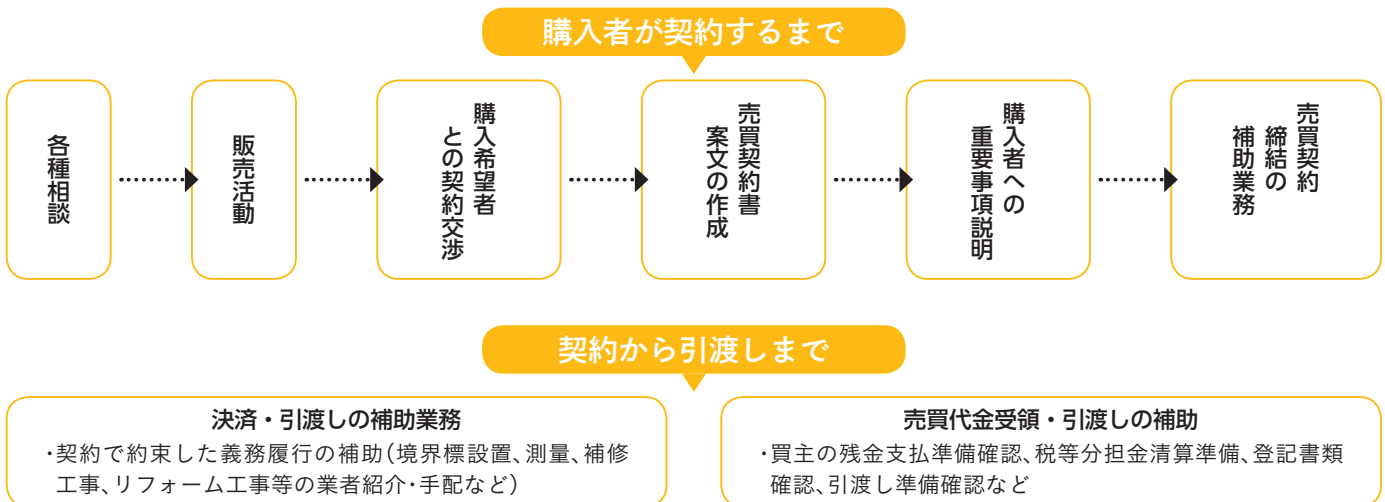 購入者が契約するまで
各種相談
販売活動
購入希望者
との契約交渉
売買契約書
案文の作成
購入者への
重要事項説明
売買契約
締結の
補助業務
契約から引渡しまで
決済・引渡しの補助業務
・契約で約束した義務履行の補助(境界標設置、測量、補修
工事、リフォーム工事等の業者紹介・手配など)
売買代金受領・引渡しの補助
・買主の残金支払準備確認、税等分担金清算準備、登記書類
確認、引渡し準備確認など